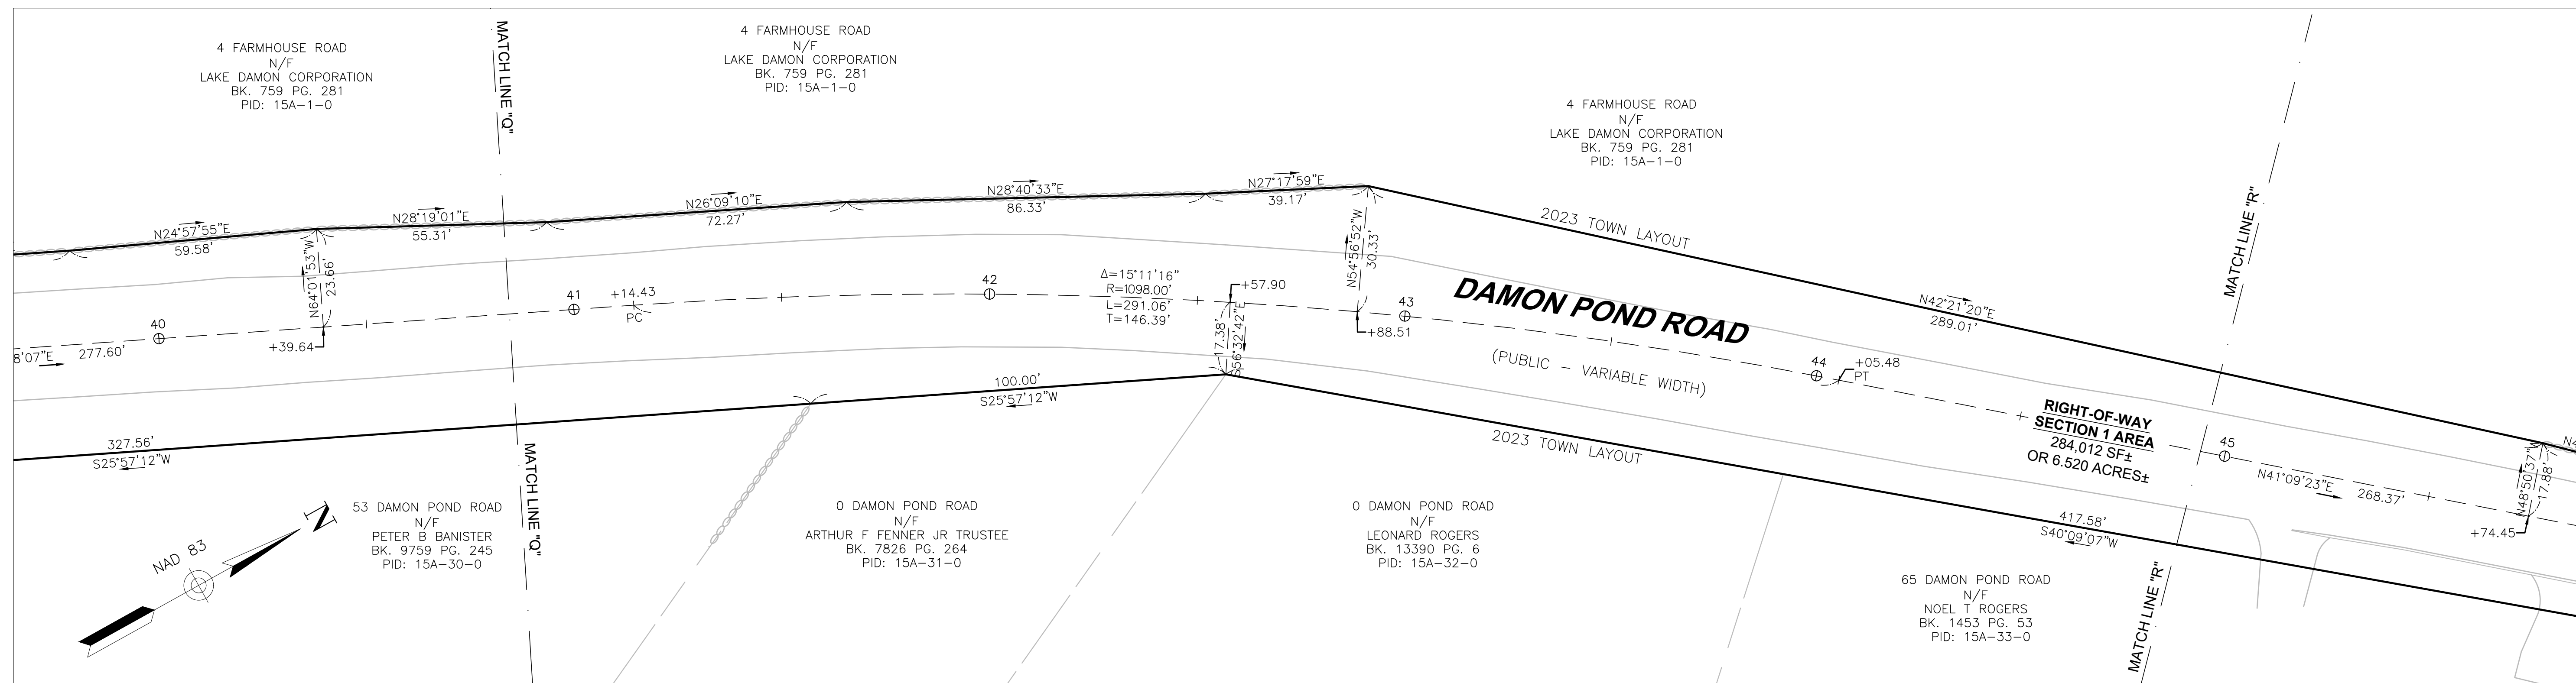 4 FARMHOUSE ROAD
N/F
LAKE DAMON CORPORATION
BK. 759 PG. 281
PID: 15A-1-0
MATCH LINE "Q"
4 FARMHOUSE ROAD
N/F
LAKE DAMON CORPORATION
BK. 759 PG. 281
PID: 15A-1-0
4 FARMHOUSE ROAD
N/F
LAKE DAMON CORPORATION
BK. 759 PG. 281
PID: 15A-1-0
MATCH LINE "R"
N24°57'55"E
59.58'
N28°19'01"E
55.31'
N26°09'10"E
72.27'
N28°40'33"E
86.33'
N27°17'59"E
39.17'
2023 TOWN LAYOUT
N42°21'20"E
289.01'
N64°01'53"W
23.66'
N54°56'52"W
30.33'
40
+39.64
8'07"E 277.60'
41
+14.43
PC
42
Δ=15°11'16"
R=1098.00'
L=291.06'
T=146.39'
+57.90
17.38'
S56°32'42"E
+88.51
43
DAMON POND ROAD
(PUBLIC - VARIABLE WIDTH)
44
+05.48
PT
RIGHT-OF-WAY
SECTION 1 AREA
284,012 SF±
OR 6.520 ACRES±
45
N41°09'23"E 268.37'
N48°50'37"W
17.88'
+74.45
327.56'
S25°57'12"W
100.00'
S25°57'12"W
2023 TOWN LAYOUT
417.58'
S40°09'07"W
MATCH LINE "Q"
NAD 83
N
53 DAMON POND ROAD
N/F
PETER B BANISTER
BK. 9759 PG. 245
PID: 15A-30-0
0 DAMON POND ROAD
N/F
ARTHUR F FENNER JR TRUSTEE
BK. 7826 PG. 264
PID: 15A-31-0
0 DAMON POND ROAD
N/F
LEONARD ROGERS
BK. 13390 PG. 6
PID: 15A-32-0
65 DAMON POND ROAD
N/F
NOEL T ROGERS
BK. 1453 PG. 53
PID: 15A-33-0
MATCH LINE "R"